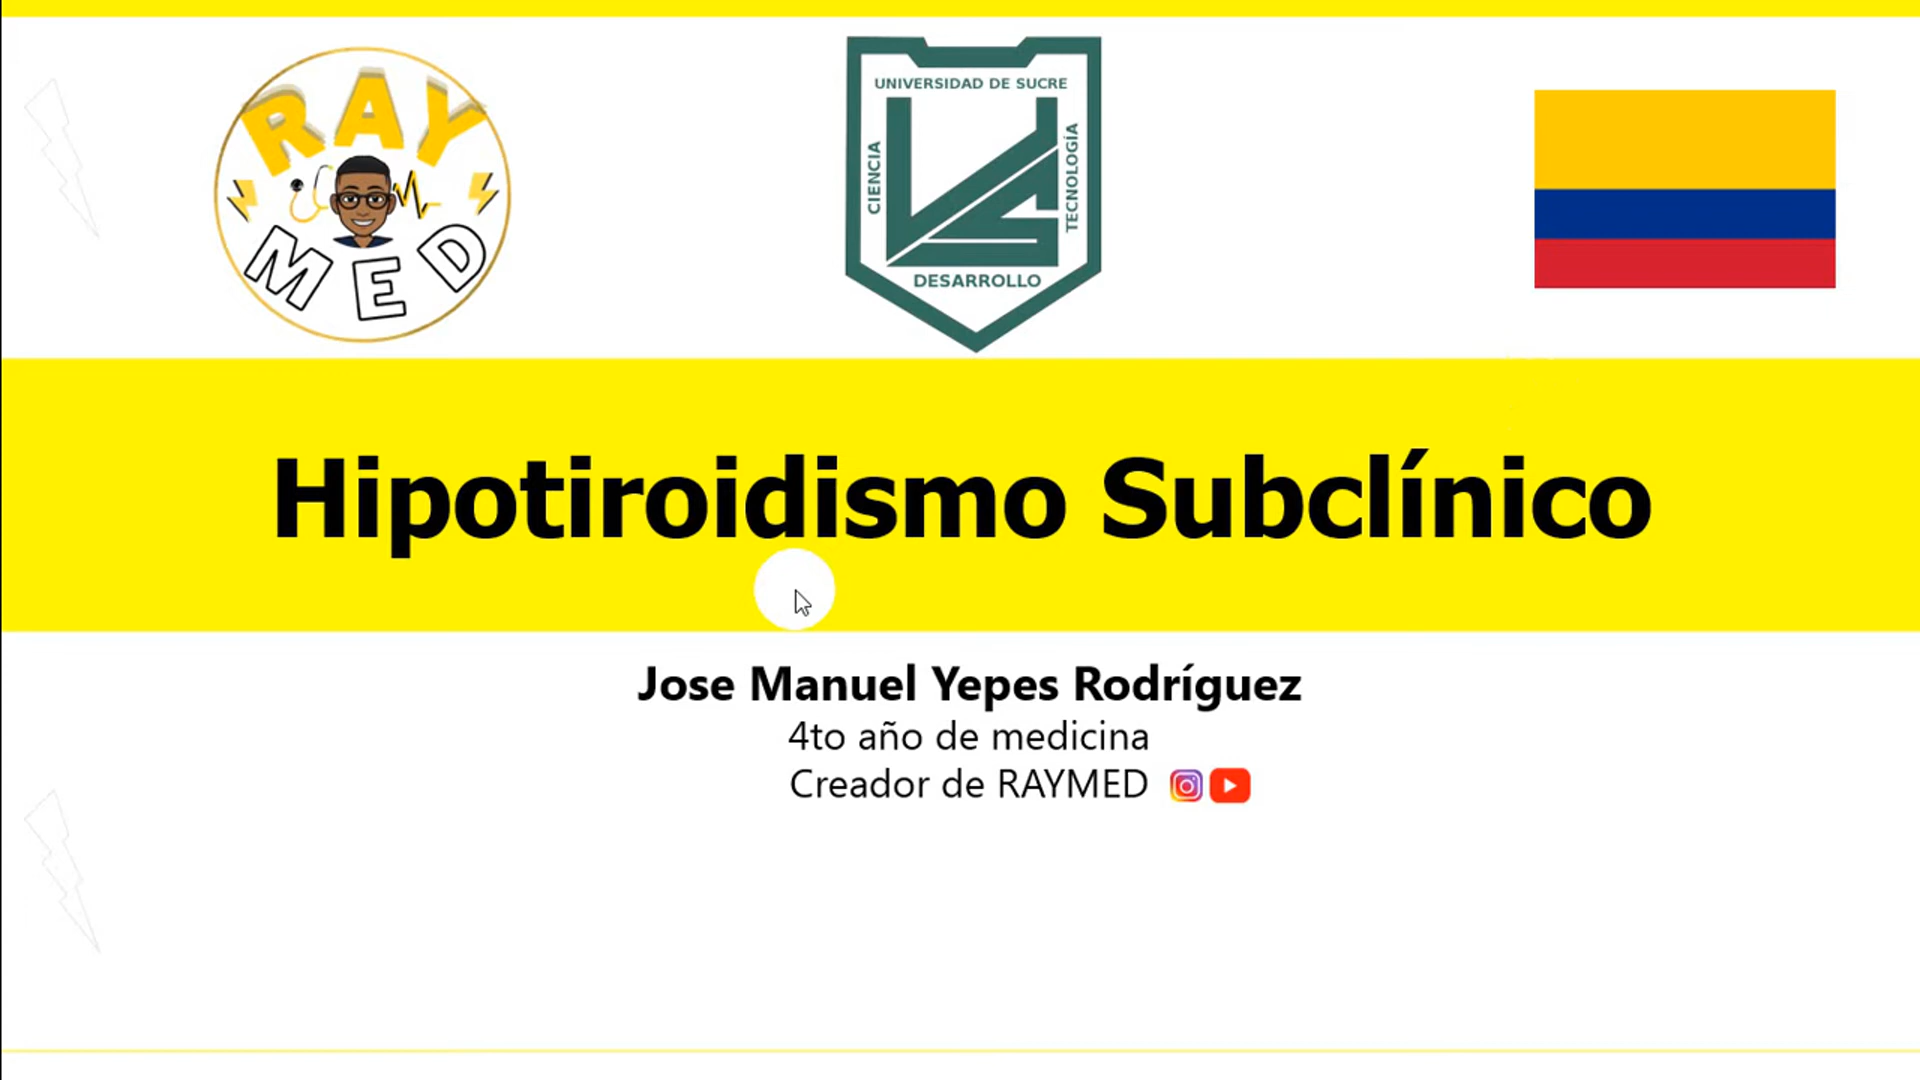 RAY
MED
UNIVERSIDAD DE SUCRE
CIENCIA
TECNOLOGÍA
DESARROLLO
Hipotiroidismo Subclínico
Jose Manuel Yepes Rodríguez
4to año de medicina
Creador de RAYMED